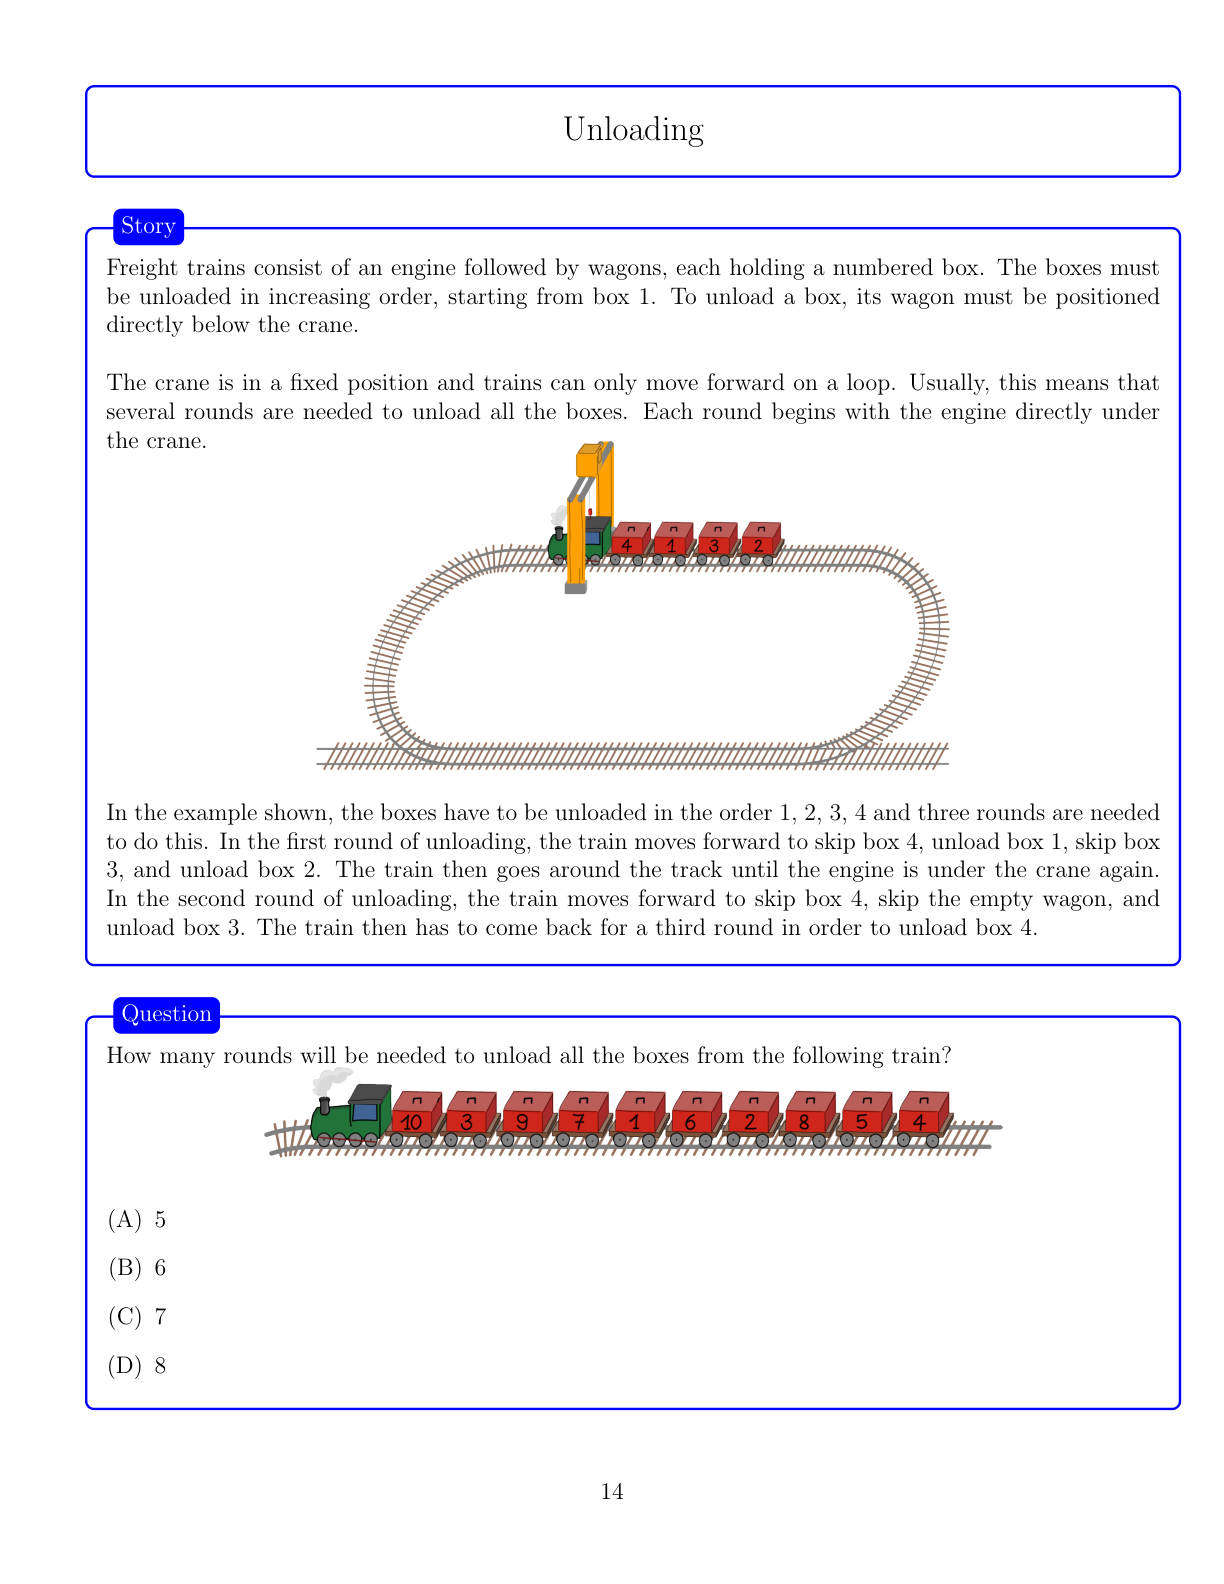 Unloading
Story
Freight trains consist of an engine followed by wagons, each holding a numbered box. The boxes must
be unloaded in increasing order, starting from box 1. To unload a box, its wagon must be positioned
directly below the crane.
The crane is in a fixed position and trains can only move forward on a loop. Usually, this means that
several rounds are needed to unload all the boxes. Each round begins with the engine directly under
the crane.
4 1 3 2
In the example shown, the boxes have to be unloaded in the order 1, 2, 3, 4 and three rounds are needed
to do this. In the first round of unloading, the train moves forward to skip box 4, unload box 1, skip box
3, and unload box 2. The train then goes around the track until the engine is under the crane again.
In the second round of unloading, the train moves forward to skip box 4, skip the empty wagon, and
unload box 3. The train then has to come back for a third round in order to unload box 4.
Question
How many rounds will be needed to unload all the boxes from the following train?
10 3 9 7 1 6 2 8 5 4
(A) 5
(B) 6
(C) 7
(D) 8
14